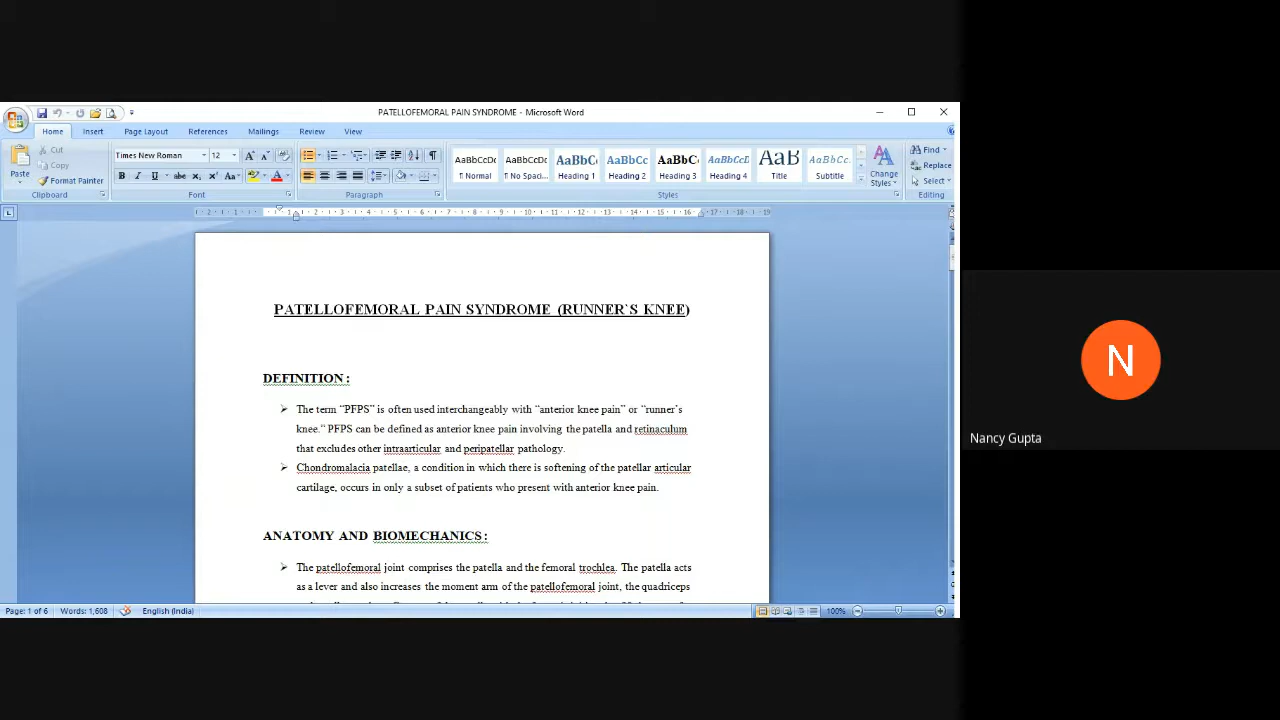 PATELLOFEMORAL PAIN SYNDROME - Microsoft Word
Home Insert Page Layout References Mailings Review View
Paste
Cut
Copy
Format Painter
Clipboard
Times New Roman 12
Font
Paragraph
AaBbCcDc AaBbCcDc AaBbC AaBbCc AaBbCc AaBbCcD AaB AaBbCc.
¶ Normal ¶ No Spaci... Heading 1 Heading 2 Heading 3 Heading 4 Title Subtitle
Styles
Change Styles
Find
Replace
Select
Editing
PATELLOFEMORAL PAIN SYNDROME (RUNNER`S KNEE)
DEFINITION:
The term “PFPS” is often used interchangeably with “anterior knee pain” or “runner’s
knee.” PFPS can be defined as anterior knee pain involving the patella and retinaculum
that excludes other intraarticular and peripatellar pathology.
Chondromalacia patellae, a condition in which there is softening of the patellar articular
cartilage, occurs in only a subset of patients who present with anterior knee pain.
ANATOMY AND BIOMECHANICS:
The patellofemoral joint comprises the patella and the femoral trochlea. The patella acts
as a lever and also increases the moment arm of the patellofemoral joint, the quadriceps
Page: 1 of 6 Words: 1,608 English (India) 100%
N
Nancy Gupta